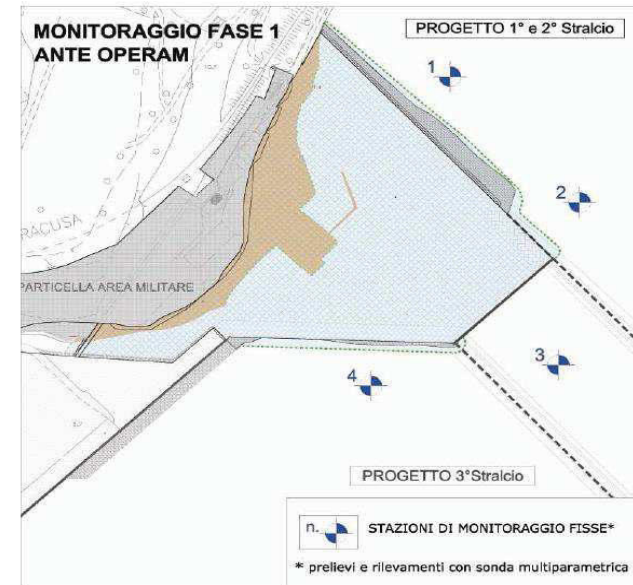 MONITORAGGIO FASE 1
ANTE OPERAM
PROGETTO 1° e 2° Stralcio
1
2
RACUSA
PARTICELLA AREA MILITARE
3
4
PROGETTO 3°Stralcio
n. STAZIONI DI MONITORAGGIO FISSE*
* prelievi e rilevamenti con sonda multiparametrica